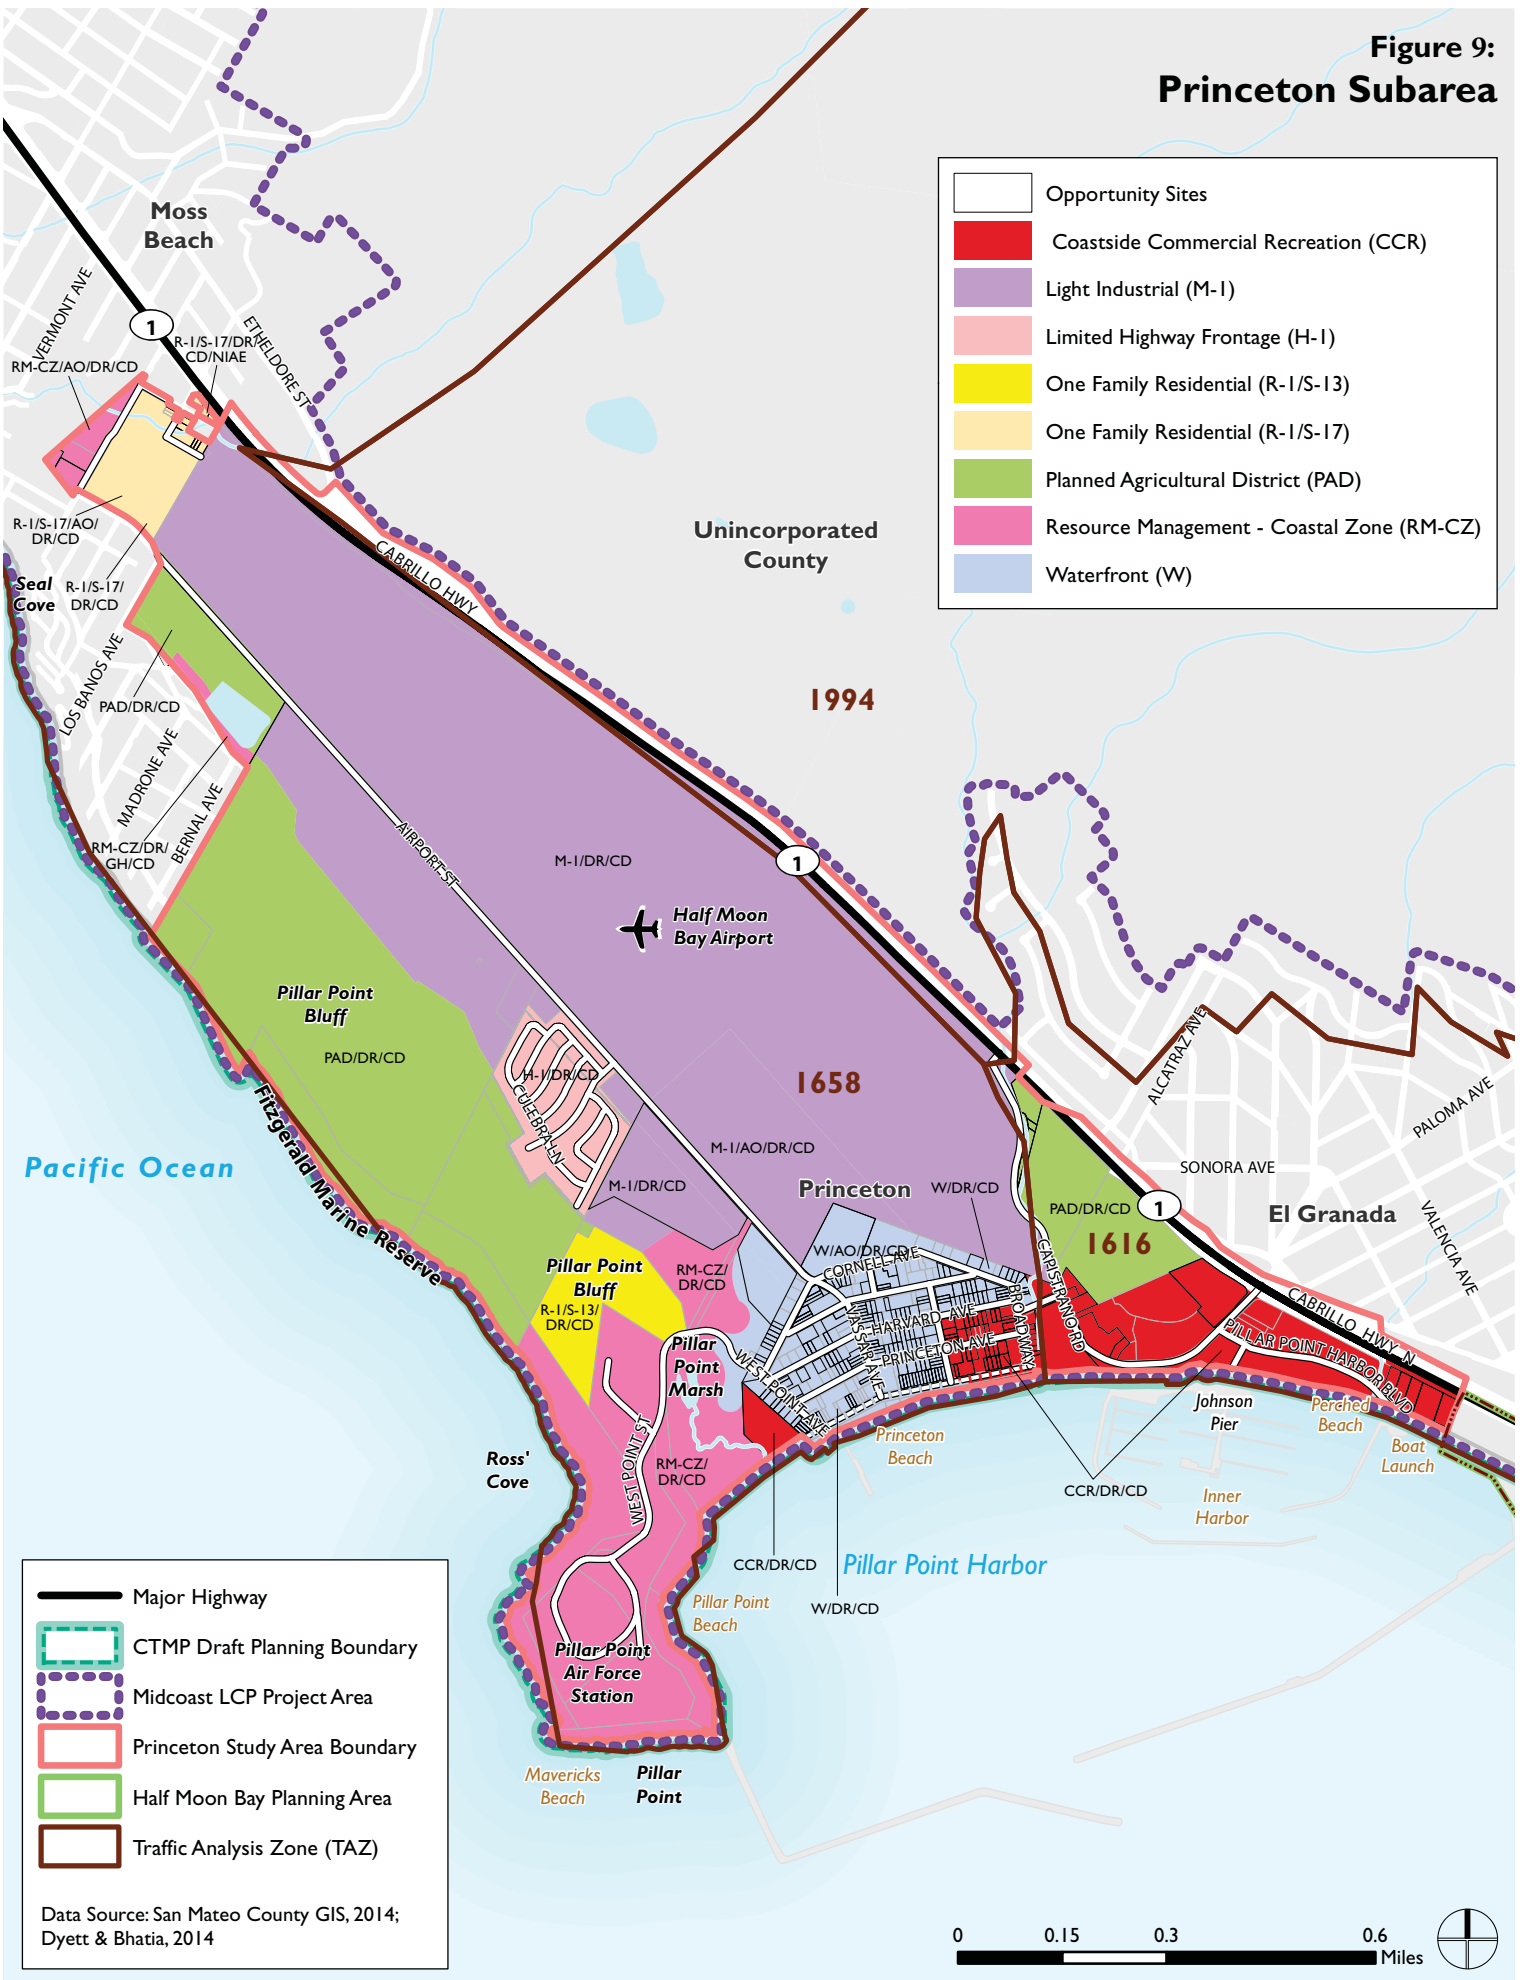 Figure 9:
Princeton Subarea
Opportunity Sites
Coastside Commercial Recreation (CCR)
Light Industrial (M-1)
Limited Highway Frontage (H-1)
One Family Residential (R-1/S-13)
One Family Residential (R-1/S-17)
Planned Agricultural District (PAD)
Resource Management - Coastal Zone (RM-CZ)
Waterfront (W)
Moss
Beach
VERMONT AVE
1
R-1/S-17/DR/
CD/NIAE
ETHELDORE ST
RM-CZ/AO/DR/CD
R-1/S-17/AO/
DR/CD
Seal
Cove
R-1/S-17/
DR/CD
CABRILLO HWY
Unincorporated
County
LOS BANOS AVE
PAD/DR/CD
1994
MADRONE AVE
BERNAL AVE
RM-CZ/DR/
GH/CD
AIRPORT ST
M-1/DR/CD
1
Half Moon
Bay Airport
Pillar Point
Bluff
PAD/DR/CD
H-1/DR/CD
CULEBRA LN
1658
ALCATRAZ AVE
PALOMA AVE
Fitzgerald Marine Reserve
Pacific Ocean
M-1/AO/DR/CD
M-1/DR/CD
Princeton
W/DR/CD
SONORA AVE
PAD/DR/CD
1
El Granada
VALENCIA AVE
1616
W/AO/DR/CD
CORNELL AVE
CAPISTRANO RD
Pillar Point
Bluff
RM-CZ/
DR/CD
R-1/S-13/
DR/CD
BROADWAY
HARVARD AVE
VASSAR AVE
PRINCETON AVE
CABRILLO HWY N
PILLAR POINT HARBOR BLVD
Pillar
Point
Marsh
WEST POINT AVE
Johnson
Pier
Perched
Beach
Boat
Launch
Princeton
Beach
WEST POINT ST
Ross'
Cove
RM-CZ/
DR/CD
CCR/DR/CD
Inner
Harbor
CCR/DR/CD
Pillar Point Harbor
W/DR/CD
Pillar Point
Beach
Pillar Point
Air Force
Station
Mavericks
Beach
Pillar
Point
Major Highway
CTMP Draft Planning Boundary
Midcoast LCP Project Area
Princeton Study Area Boundary
Half Moon Bay Planning Area
Traffic Analysis Zone (TAZ)
Data Source: San Mateo County GIS, 2014;
Dyett & Bhatia, 2014
0 0.15 0.3 0.6
Miles